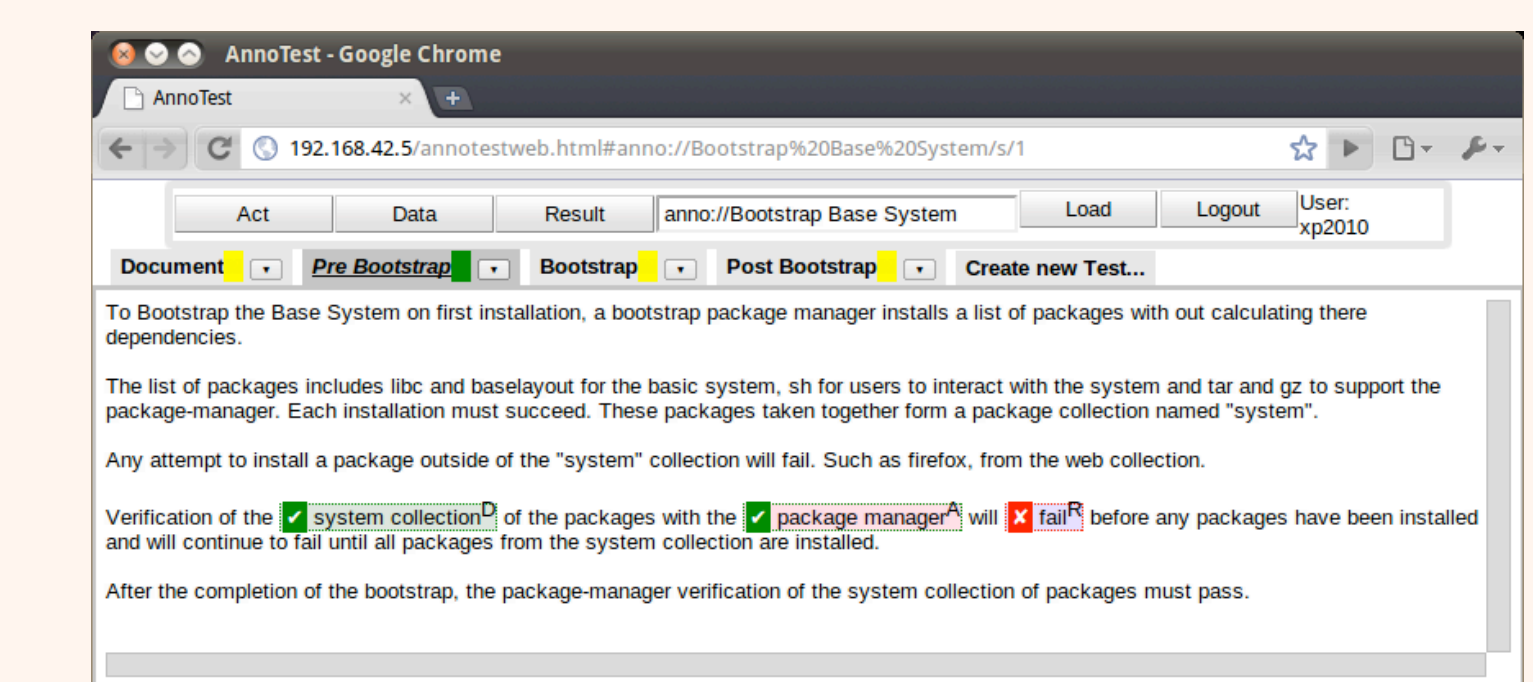 AnnoTest - Google Chrome
AnnoTest
192.168.42.5/annotestweb.html#anno://Bootstrap%20Base%20System/s/1
Act Data Result anno://Bootstrap Base System Load Logout User:
xp2010
Document Pre Bootstrap Bootstrap Post Bootstrap Create new Test...
To Bootstrap the Base System on first installation, a bootstrap package manager installs a list of packages with out calculating there
dependencies.
The list of packages includes libc and baselayout for the basic system, sh for users to interact with the system and tar and gz to support the
package-manager. Each installation must succeed. These packages taken together form a package collection named "system".
Any attempt to install a package outside of the "system" collection will fail. Such as firefox, from the web collection.
Verification of the ✔ system collectionD of the packages with the ✔ package managerA will ✘ failR before any packages have been installed
and will continue to fail until all packages from the system collection are installed.
After the completion of the bootstrap, the package-manager verification of the system collection of packages must pass.